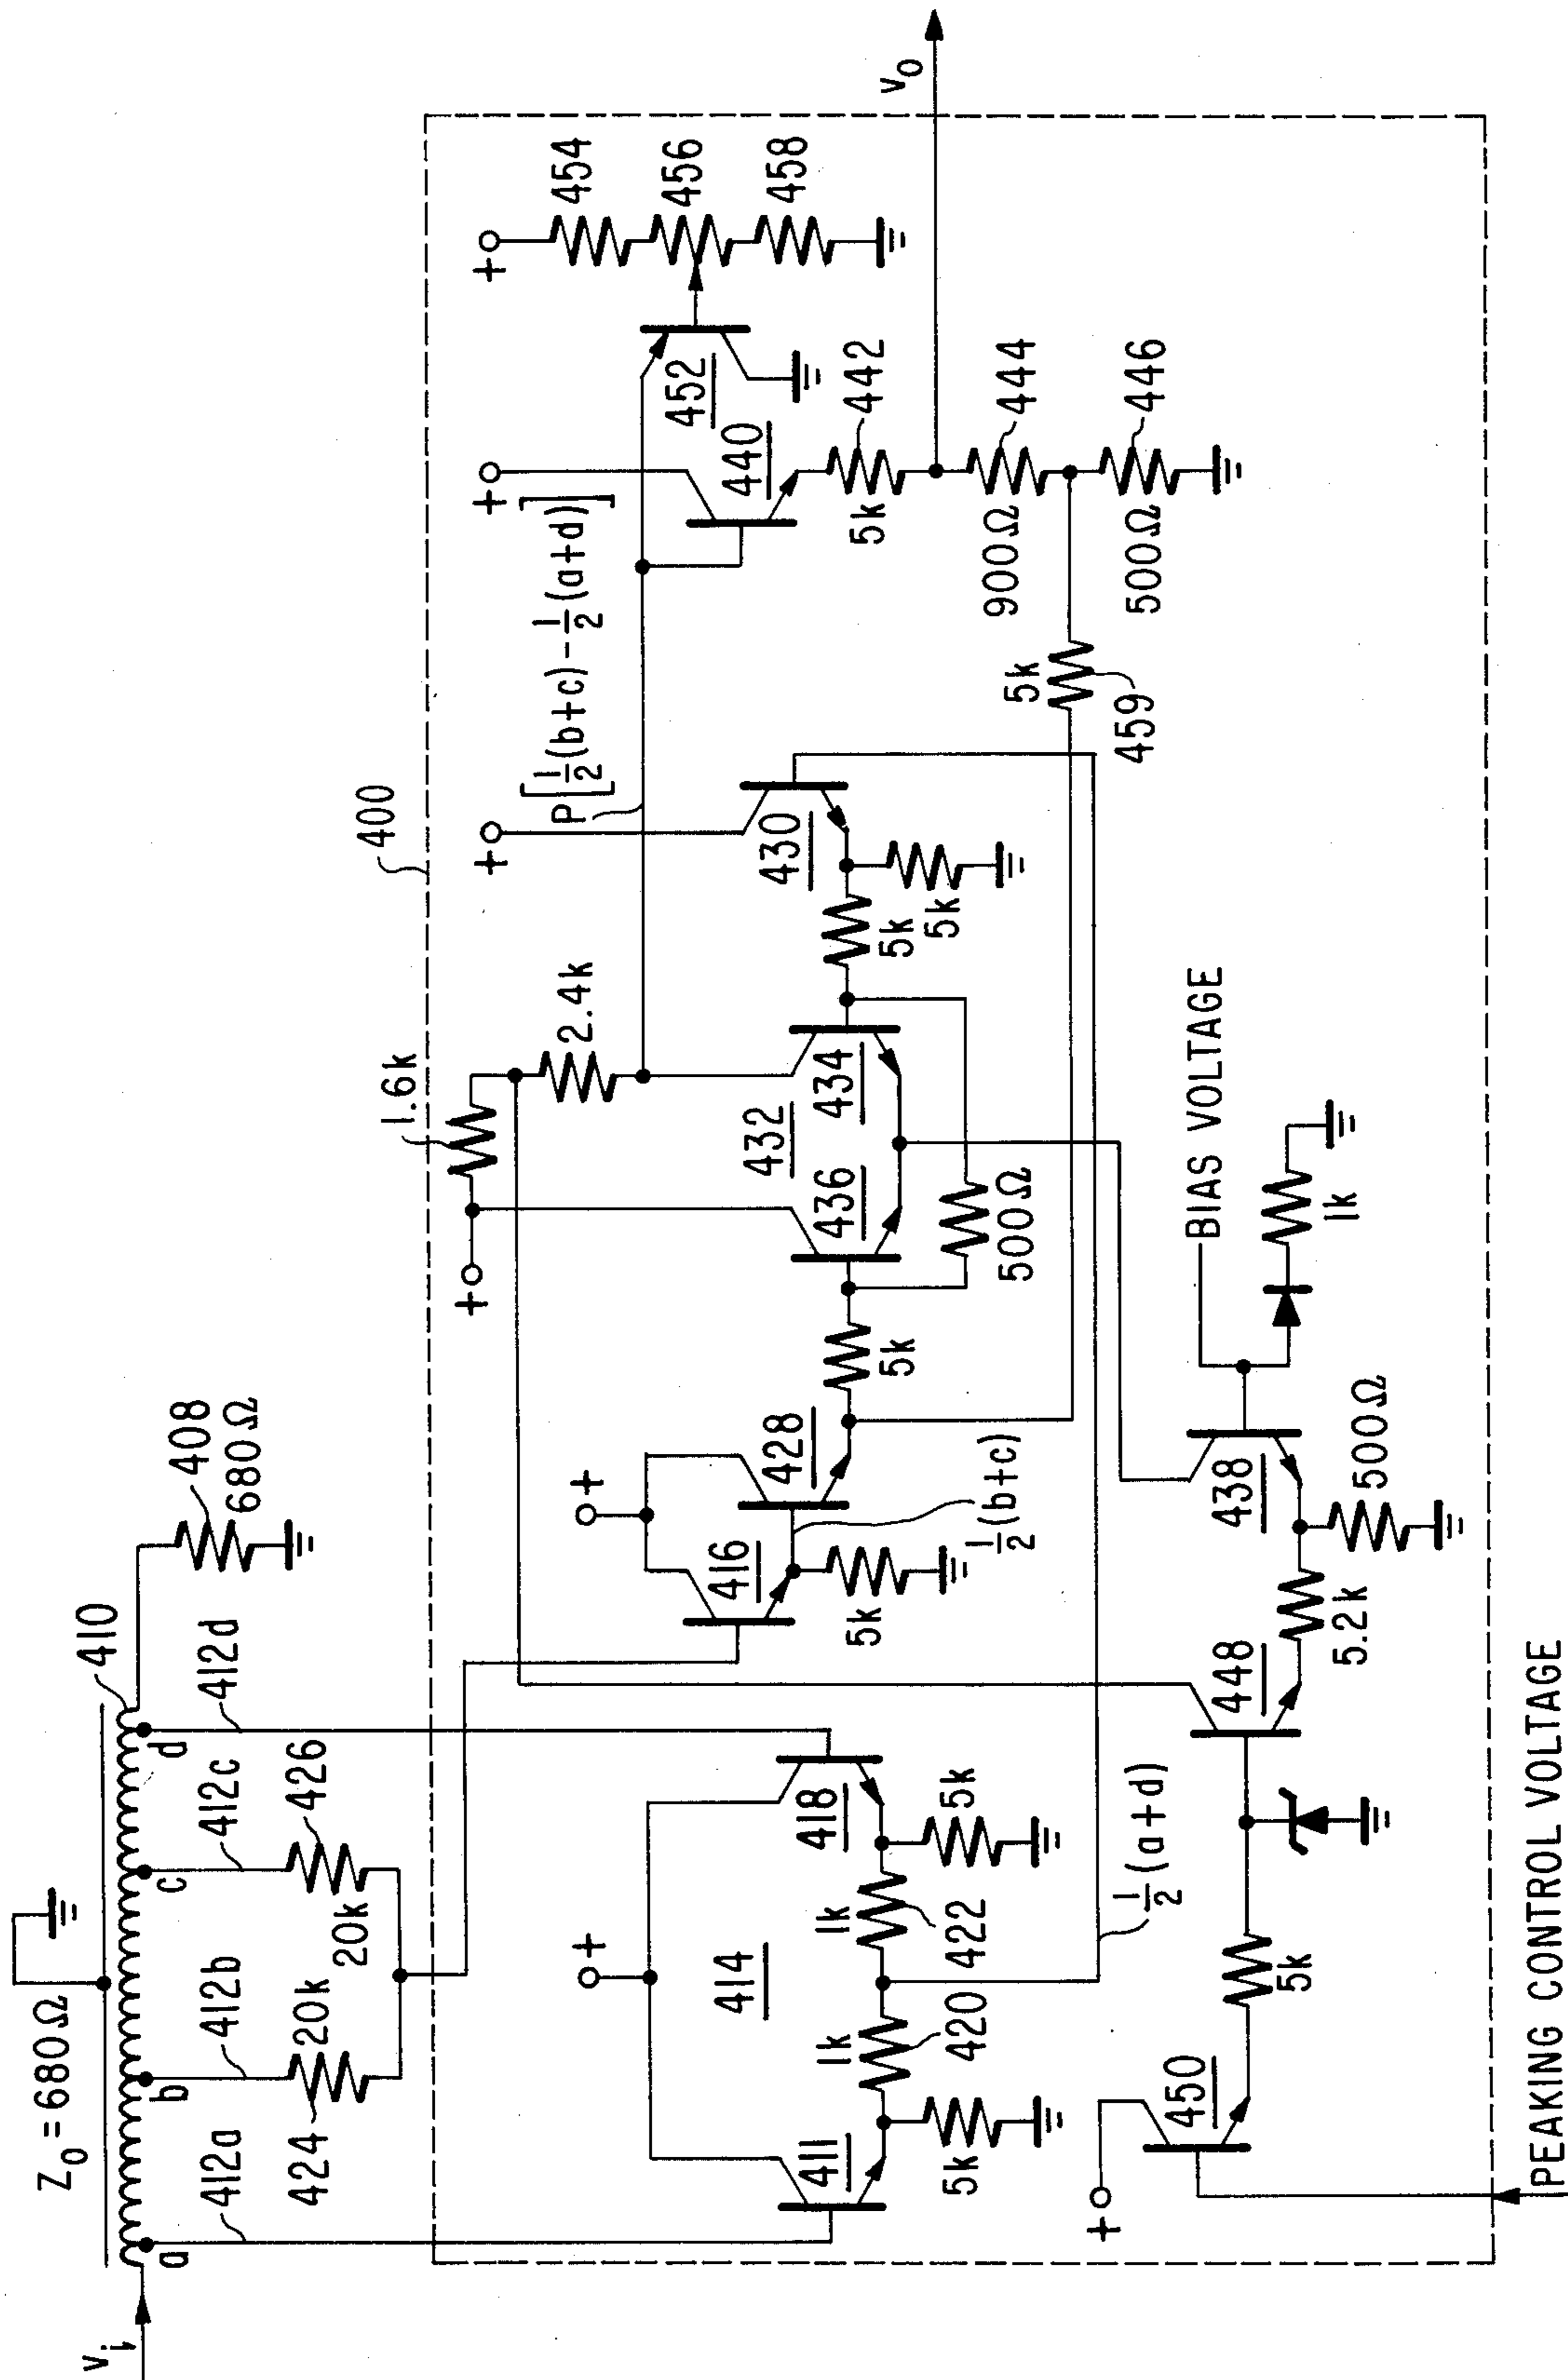 v_i
Z_0 = 680Ω
410
a
b
c
d
412a
412b
412c
412d
408
680Ω
424
20k
20k
426
400
+
411
5k
414
1k
420
1k
422
418
5k
½(a+d)
+
416
5k
428
½(b+c)
5k
+
1.6k
2.4k
436
432
434
500Ω
5k
5k
430
+
P[½(b+c)-½(a+d)]
+
440
452
+
454
456
458
5k
442
v_0
900Ω
444
500Ω
446
5k
459
+
450
5k
448
5.2k
438
500Ω
BIAS VOLTAGE
1k
PEAKING CONTROL VOLTAGE